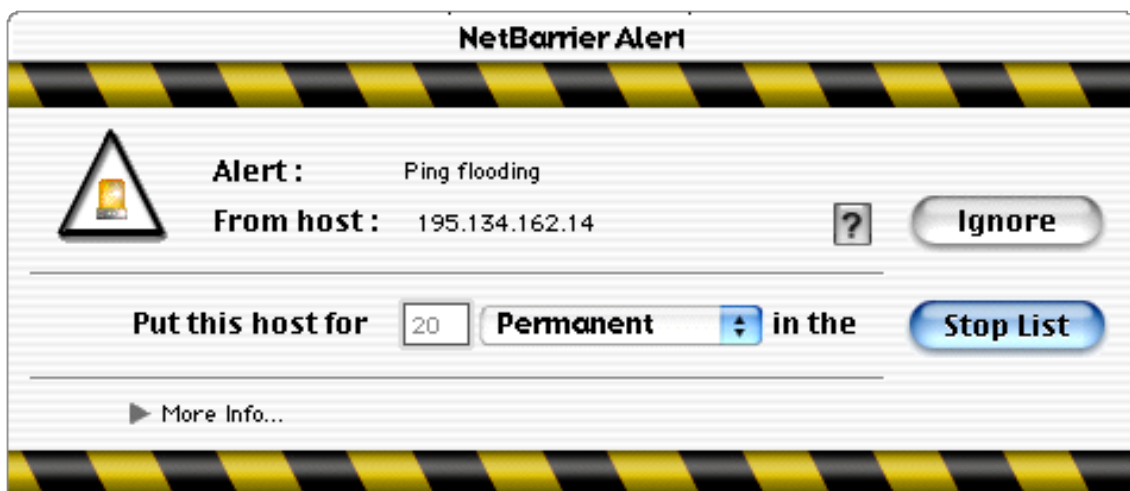 NetBarrier Alert
Alert :
Ping flooding
From host :
195.134.162.14
?
Ignore
Put this host for
20
Permanent
in the
Stop List
More Info...